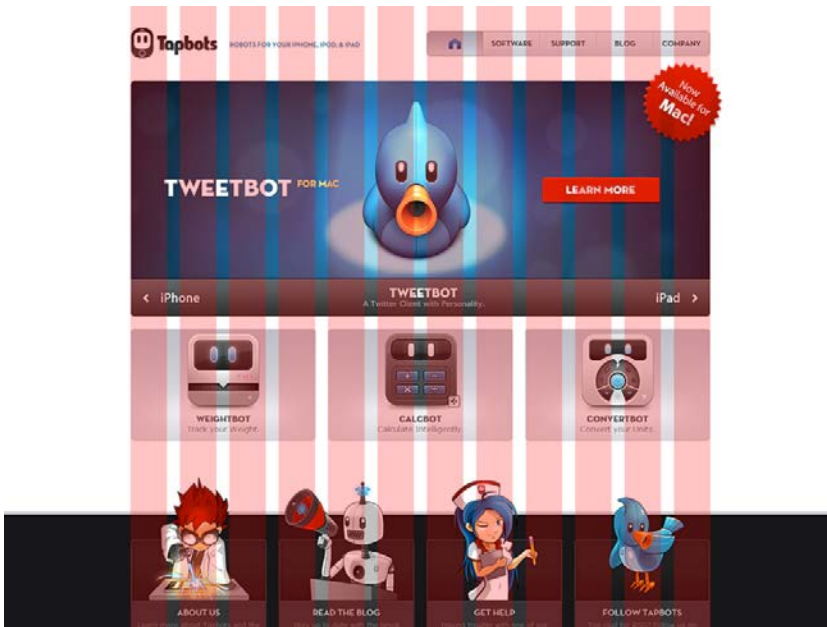 Tapbots
ROBOTS FOR YOUR IPHONE, IPOD, & IPAD
SOFTWARE
SUPPORT
BLOG
COMPANY
Now
Available for
Mac!
TWEETBOT FOR MAC
LEARN MORE
iPhone
TWEETBOT
A Twitter Client with Personality.
iPad
WEIGHTBOT
Track your Weight.
CALCBOT
Calculate Intelligently.
CONVERTBOT
Convert your Units.
ABOUT US
READ THE BLOG
GET HELP
FOLLOW TAPBOTS